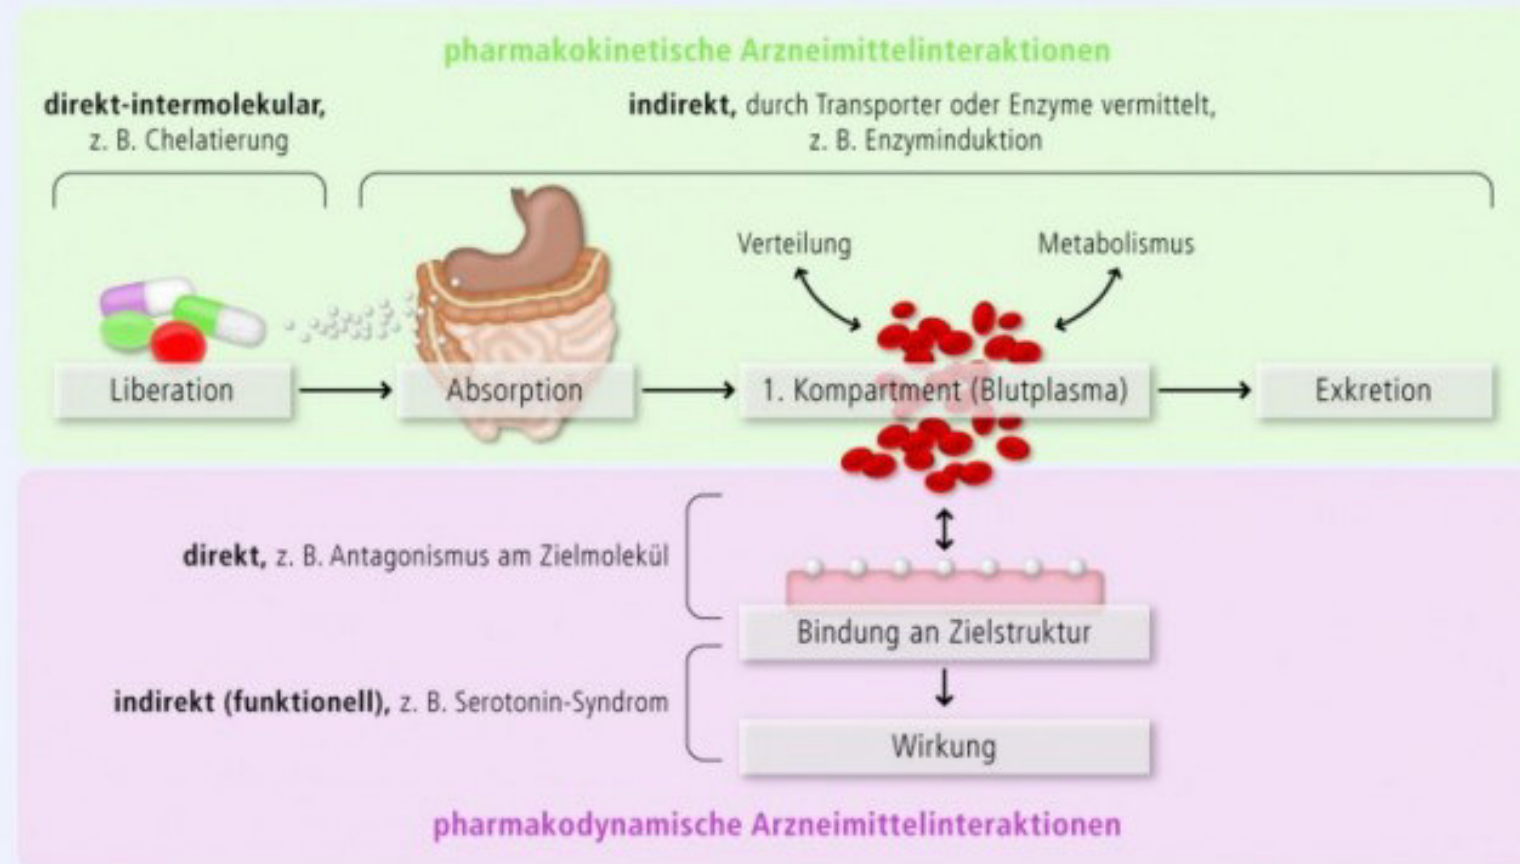 pharmakokinetische Arzneimittelinteraktionen
direkt-intermolekular,
z. B. Chelatierung
indirekt, durch Transporter oder Enzyme vermittelt,
z. B. Enzyminduktion
Verteilung
Metabolismus
Liberation
Absorption
1. Kompartment (Blutplasma)
Exkretion
direkt, z. B. Antagonismus am Zielmolekül
Bindung an Zielstruktur
indirekt (funktionell), z. B. Serotonin-Syndrom
Wirkung
pharmakodynamische Arzneimittelinteraktionen